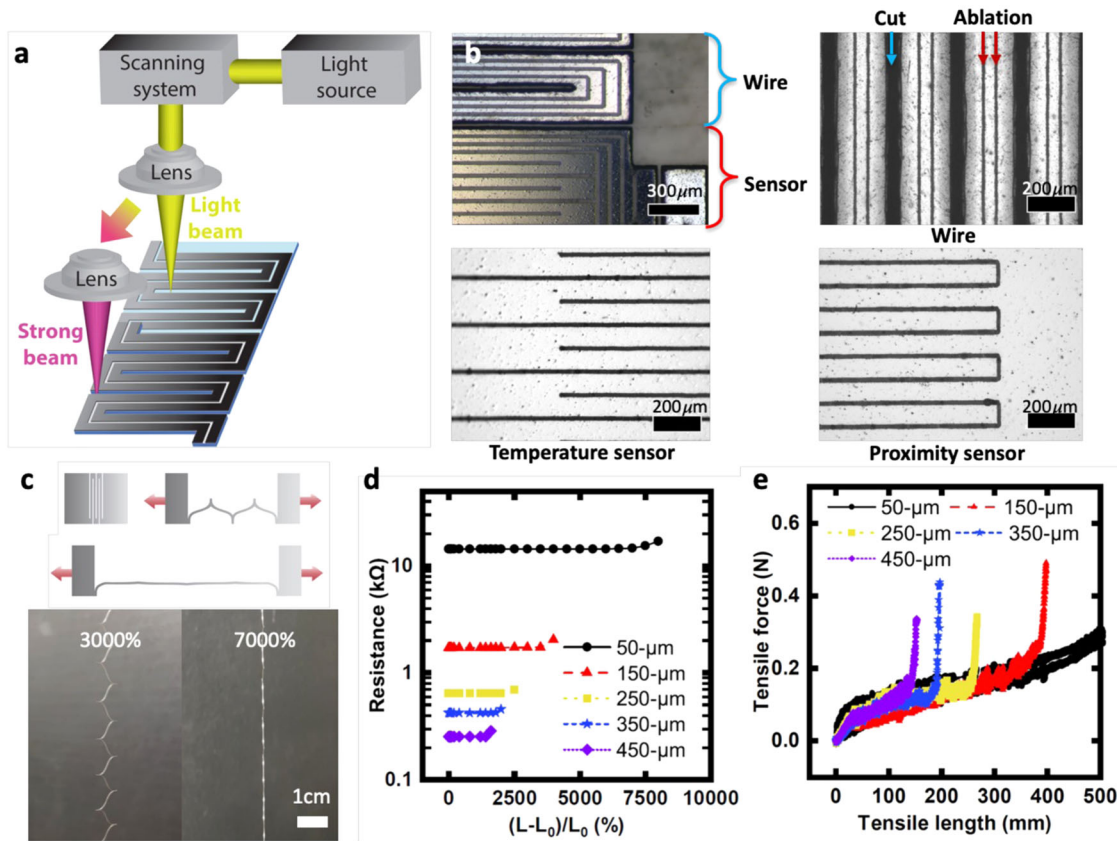 a
Scanning
system
Light
source
Lens
Light
beam
Lens
Strong
beam
b
Wire
Sensor
300μm
Cut
Ablation
200μm
Wire
200μm
Temperature sensor
200μm
Proximity sensor
c
3000%
7000%
1cm
d
Resistance (kΩ)
10
1
0.1
50-μm
150-μm
250-μm
350-μm
450-μm
0
2500
5000
7500
10000
(L-L₀)/L₀ (%)
e
Tensile force (N)
0.6
0.4
0.2
0.0
50-μm
150-μm
250-μm
350-μm
450-μm
0
100
200
300
400
500
Tensile length (mm)